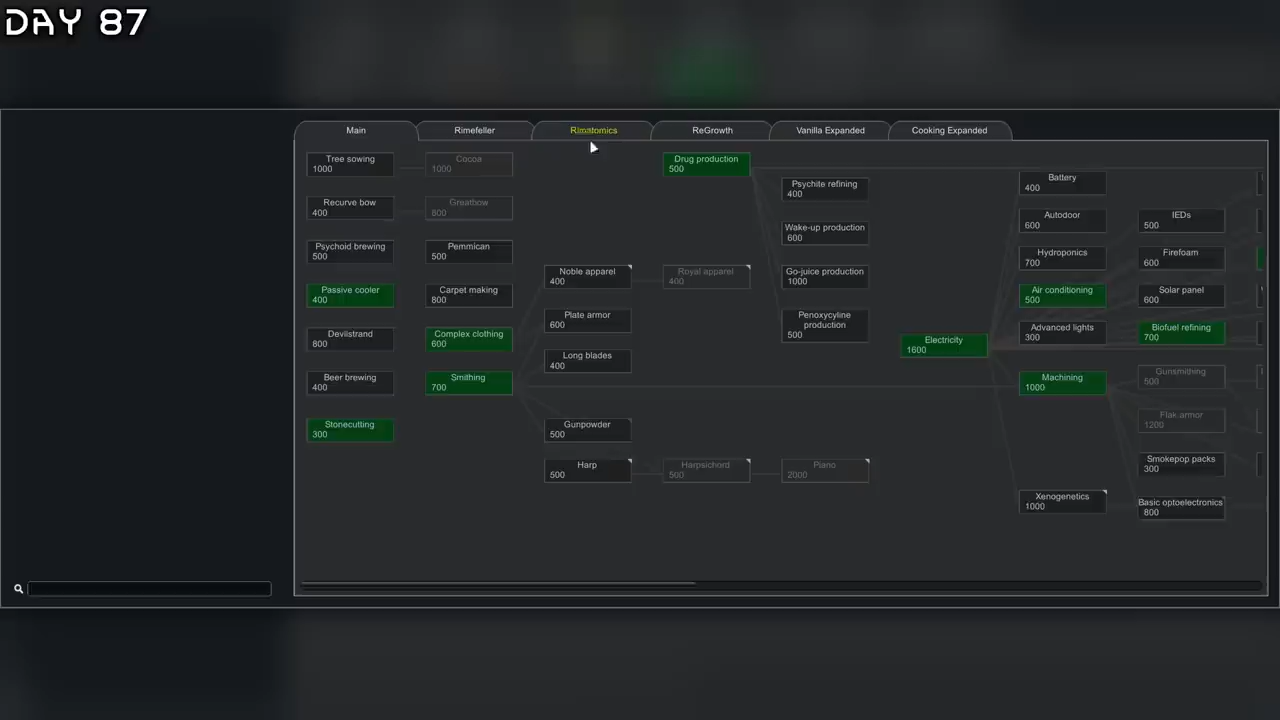 DAY 87
Main
Rimefeller
Rimatomics
ReGrowth
Vanilla Expanded
Cooking Expanded
Tree sowing
1000
Cocoa
1000
Drug production
500
Psychite refining
400
Battery
400
Recurve bow
400
Greatbow
800
Wake-up production
600
Autodoor
600
IEDs
500
Psychoid brewing
500
Pemmican
500
Noble apparel
400
Royal apparel
400
Go-juice production
1000
Hydroponics
700
Firefoam
600
Passive cooler
400
Carpet making
800
Plate armor
600
Penoxycyline
production
500
Air conditioning
500
Solar panel
600
Devilstrand
800
Complex clothing
600
Long blades
400
Electricity
1600
Advanced lights
300
Biofuel refining
700
Beer brewing
400
Smithing
700
Machining
1000
Gunsmithing
500
Stonecutting
300
Gunpowder
500
Flak armor
1200
Harp
500
Harpsichord
500
Piano
2000
Smokepop packs
300
Xenogenetics
1000
Basic optoelectronics
800